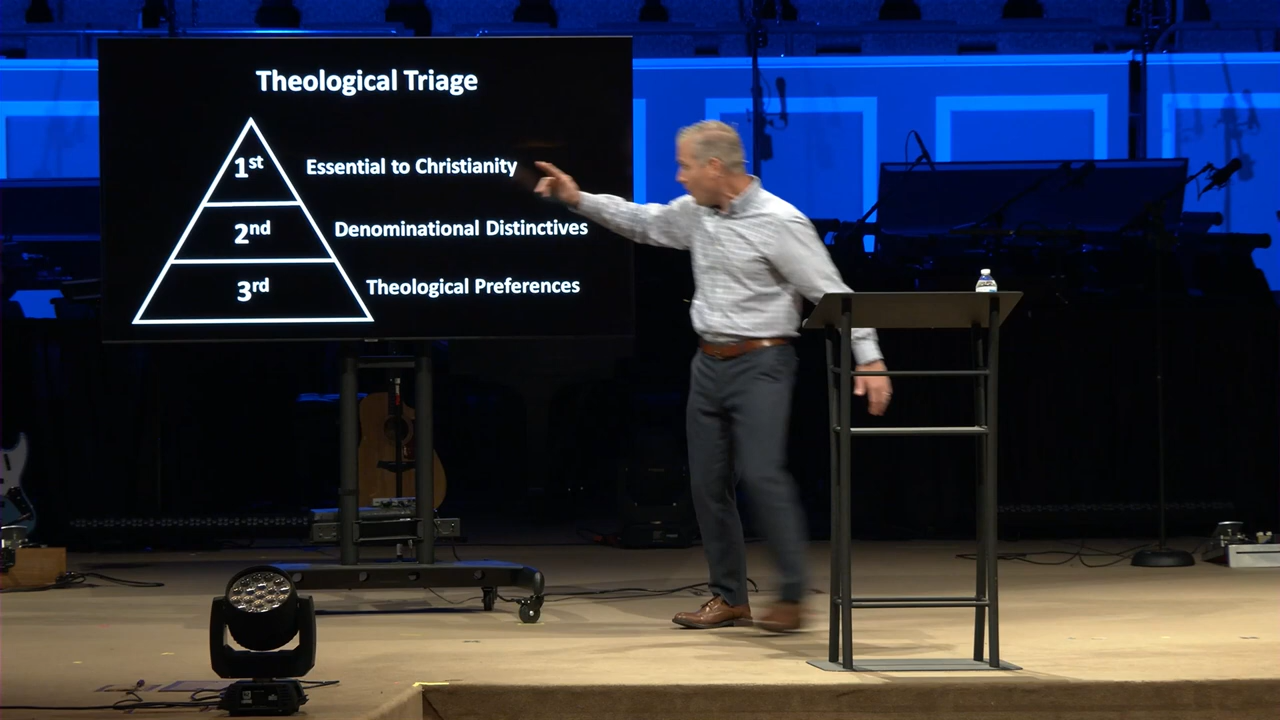 Theological Triage
1st Essential to Christianity
2nd Denominational Distinctives
3rd Theological Preferences